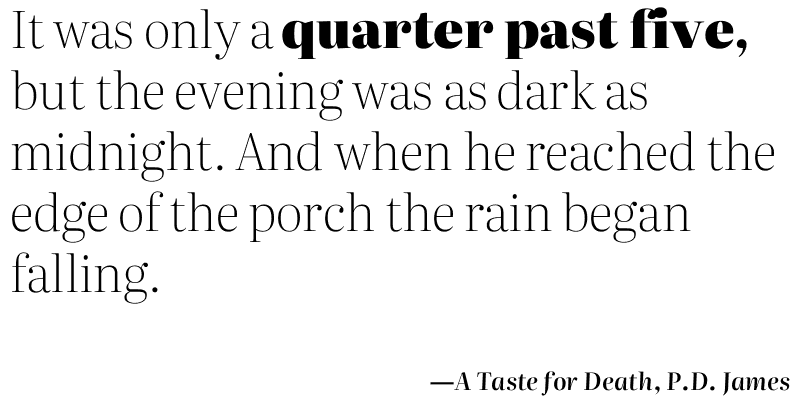 It was only a quarter past five,
but the evening was as dark as
midnight. And when he reached the
edge of the porch the rain began
falling.
—A Taste for Death, P.D. James